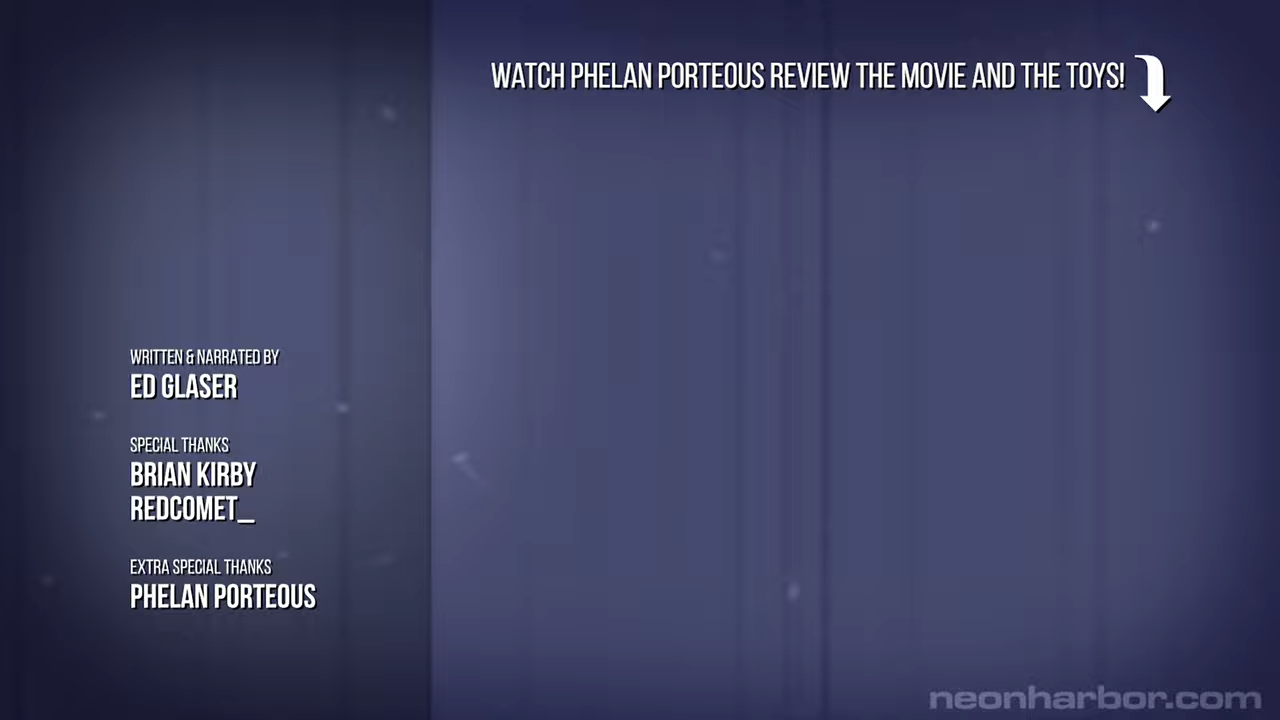 WATCH PHELAN PORTEOUS REVIEW THE MOVIE AND THE TOYS!
WRITTEN & NARRATED BY
ED GLASER
SPECIAL THANKS
BRIAN KIRBY
REDCOMET_
EXTRA SPECIAL THANKS
PHELAN PORTEOUS
neonharbor.com